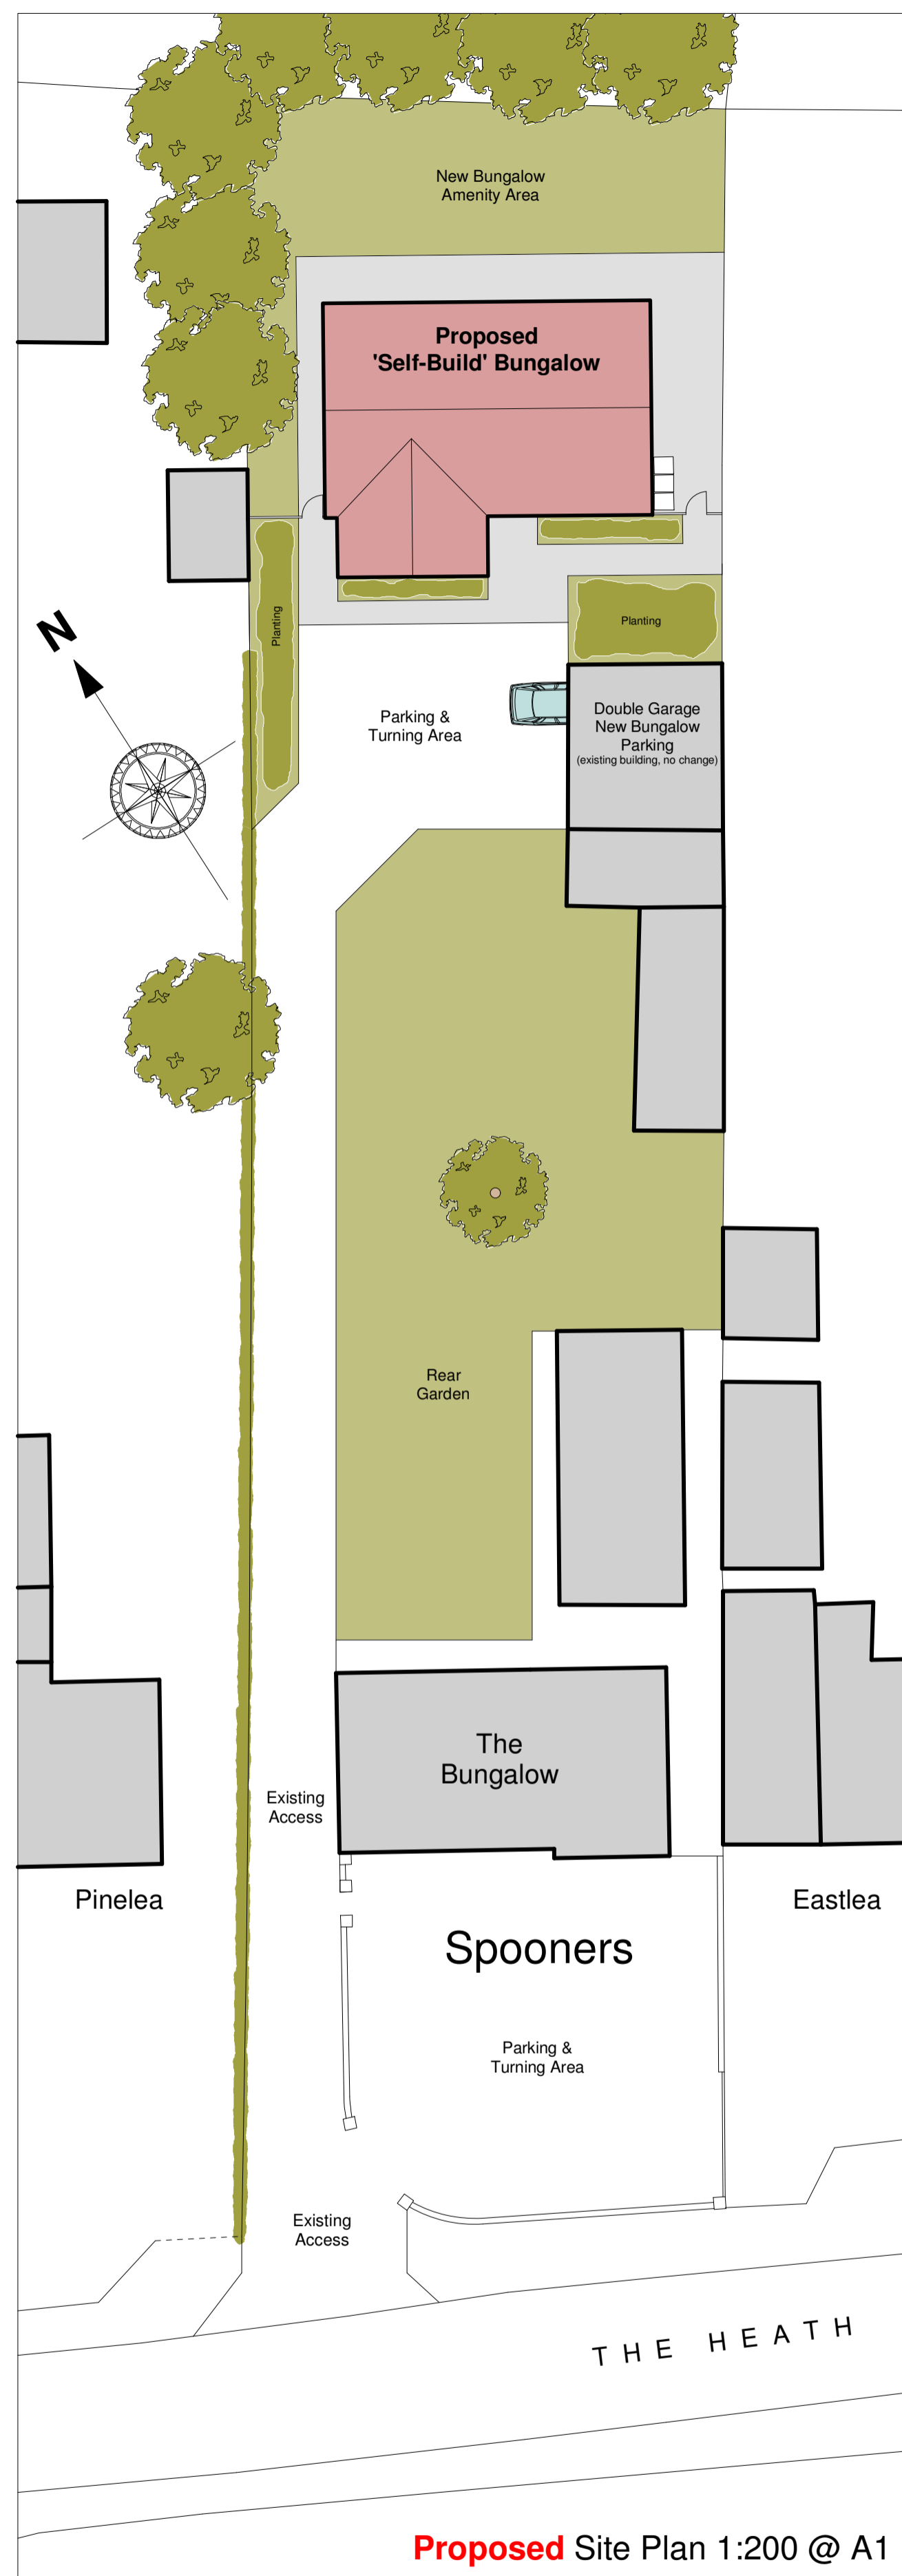 New Bungalow
Amenity Area
Proposed
'Self-Build' Bungalow
N
Planting
Planting
Parking &
Turning Area
Double Garage
New Bungalow
Parking
(existing building, no change)
Rear
Garden
The
Bungalow
Existing
Access
Pinelea
Eastlea
Spooners
Parking &
Turning Area
Existing
Access
THE HEATH
Proposed Site Plan 1:200 @ A1